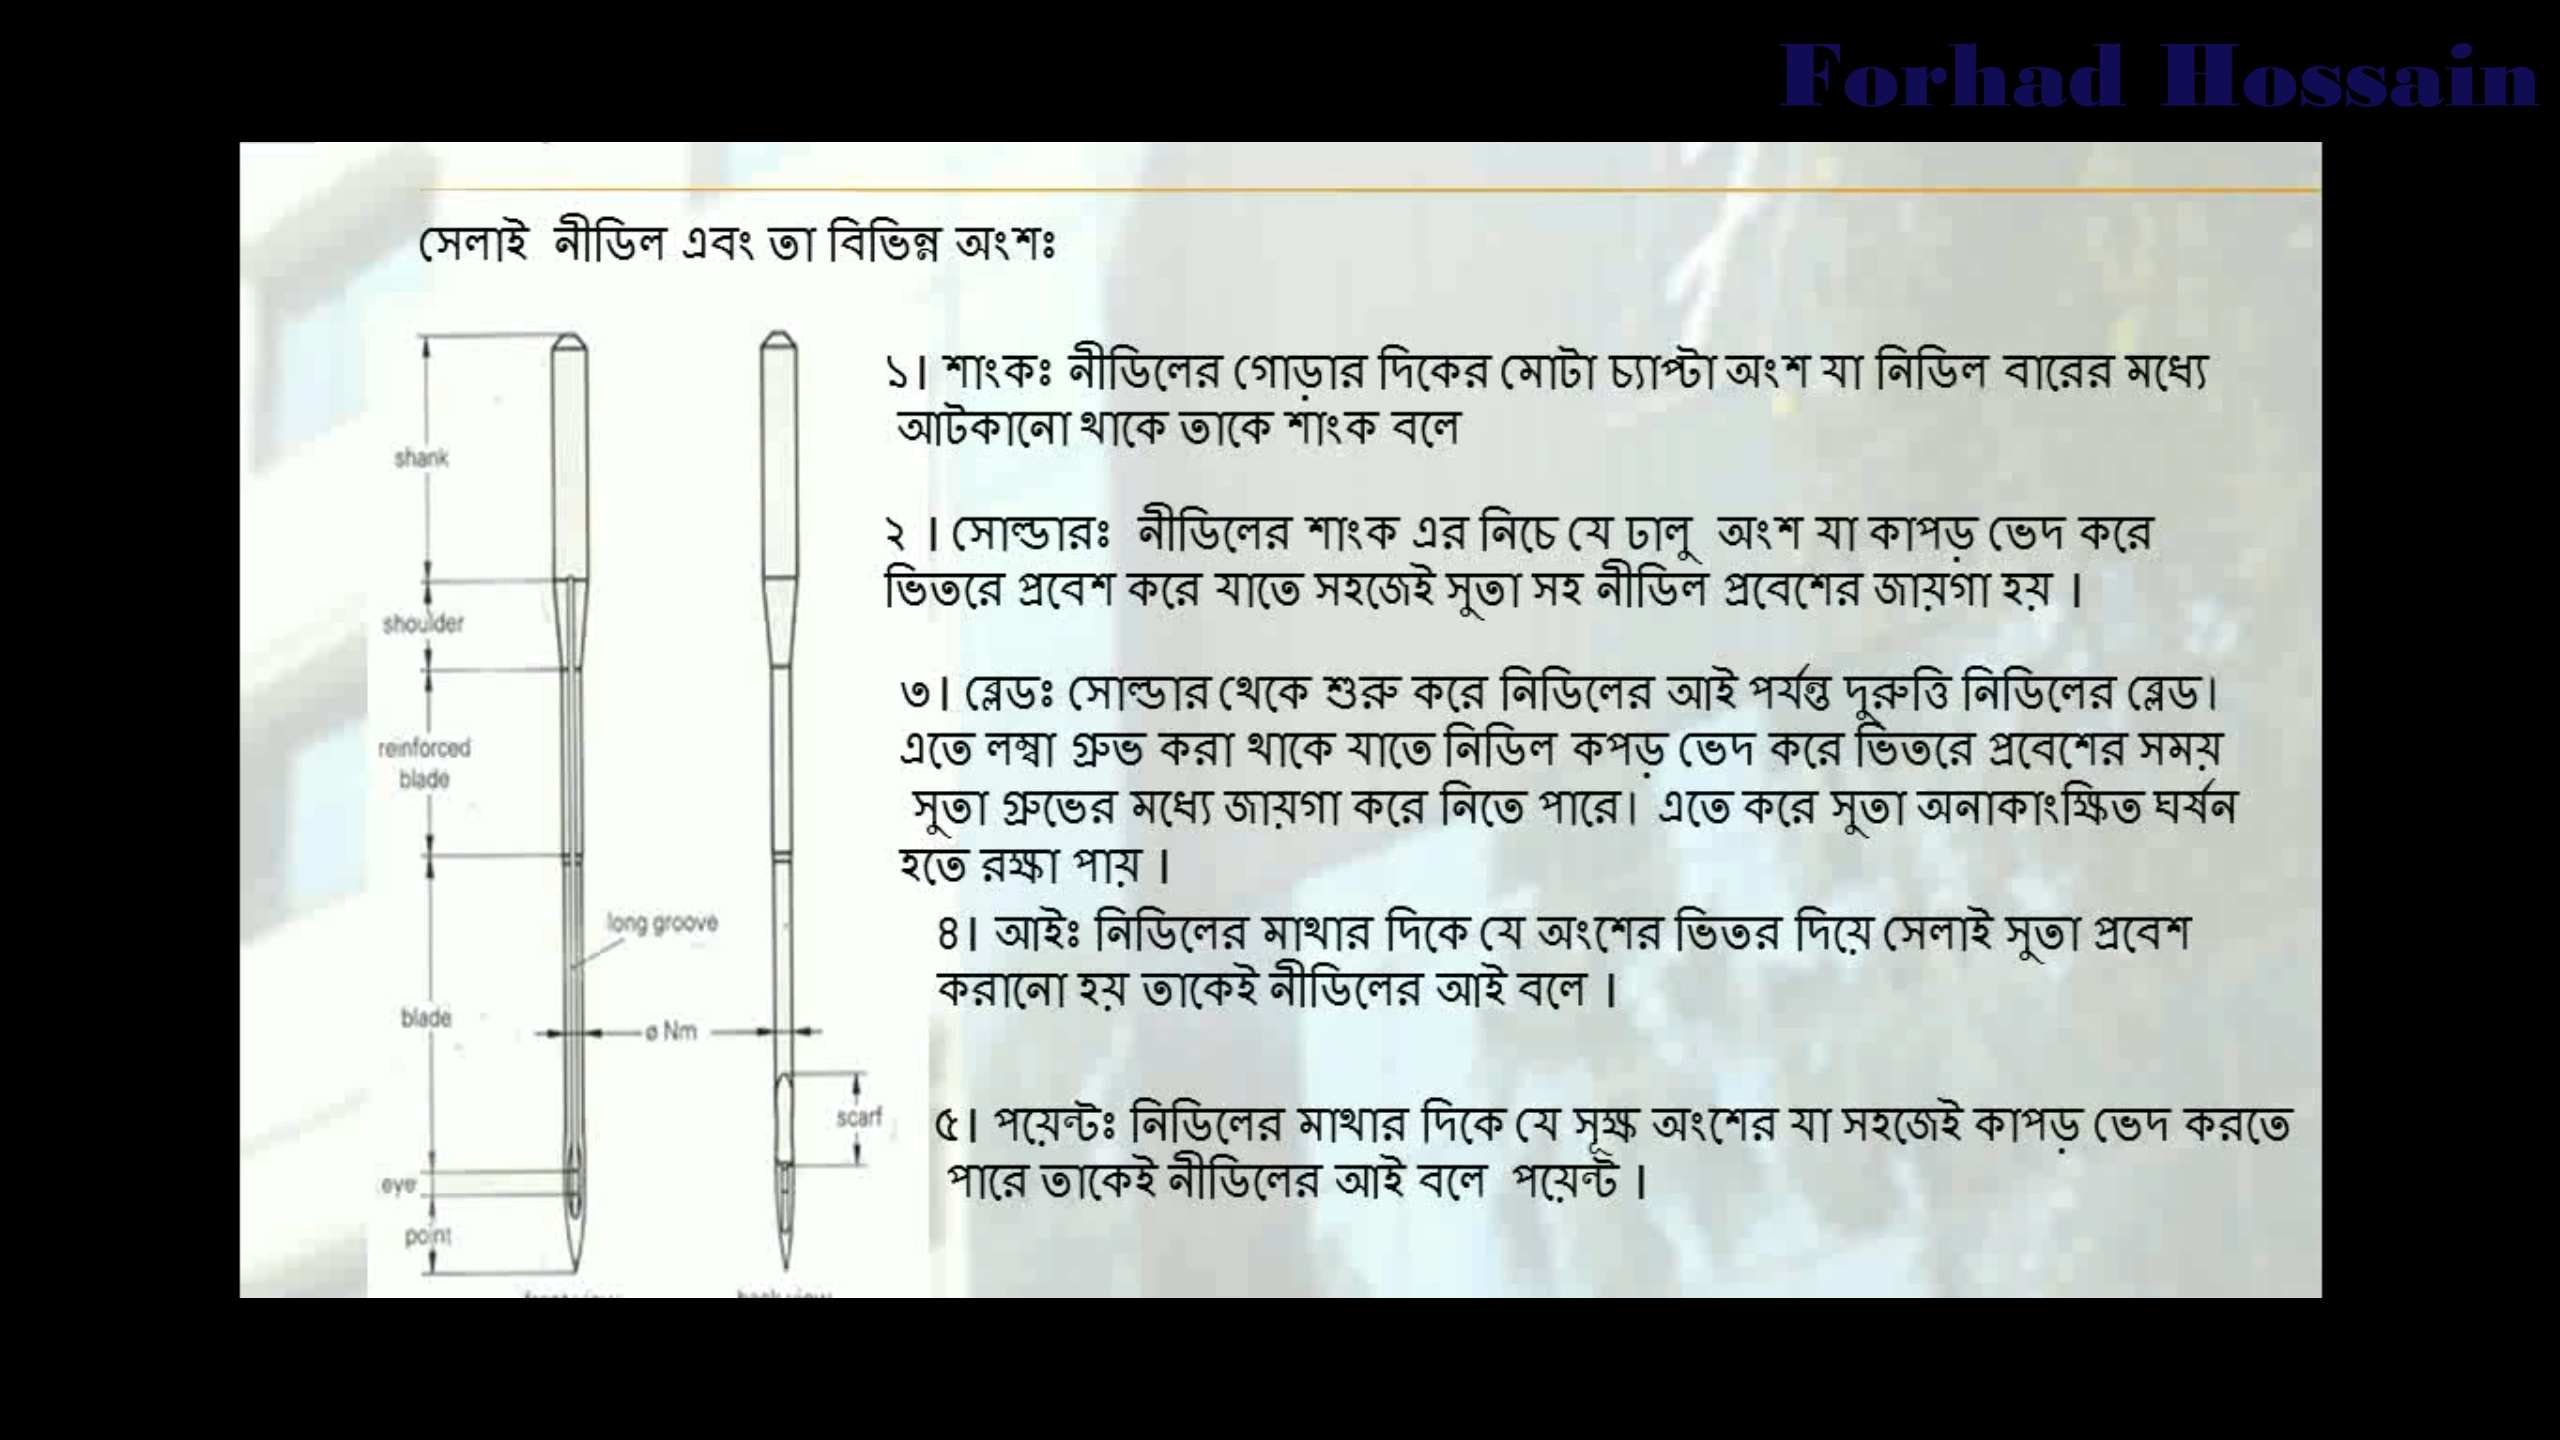 Forhad Hossain
সেলাই নীডিল এবং তা বিভিন্ন অংশঃ
১। শাংকঃ নীডিলের গোড়ার দিকের মোটা চ্যাপ্টা অংশ যা নিডিল বারের মধ্যে
আটকানো থাকে তাকে শাংক বলে
২ । সোল্ডারঃ নীডিলের শাংক এর নিচে যে ঢালু অংশ যা কাপড় ভেদ করে
ভিতরে প্রবেশ করে যাতে সহজেই সুতা সহ নীডিল প্রবেশের জায়গা হয় ।
৩। ব্লেডঃ সোল্ডার থেকে শুরু করে নিডিলের আই পর্যন্ত দুরুত্তি নিডিলের ব্লেড।
এতে লম্বা গ্রুভ করা থাকে যাতে নিডিল কপড় ভেদ করে ভিতরে প্রবেশের সময়
সুতা গ্রুভের মধ্যে জায়গা করে নিতে পারে। এতে করে সুতা অনাকাংক্ষিত ঘর্ষন
হতে রক্ষা পায় ।
৪। আইঃ নিডিলের মাথার দিকে যে অংশের ভিতর দিয়ে সেলাই সুতা প্রবেশ
করানো হয় তাকেই নীডিলের আই বলে ।
৫। পয়েন্টঃ নিডিলের মাথার দিকে যে সূক্ষ অংশের যা সহজেই কাপড় ভেদ করতে
পারে তাকেই নীডিলের আই বলে পয়েন্ট ।
shank
shoulder
reinforced
blade
long groove
blade
ø Nm
scarf
eye
point